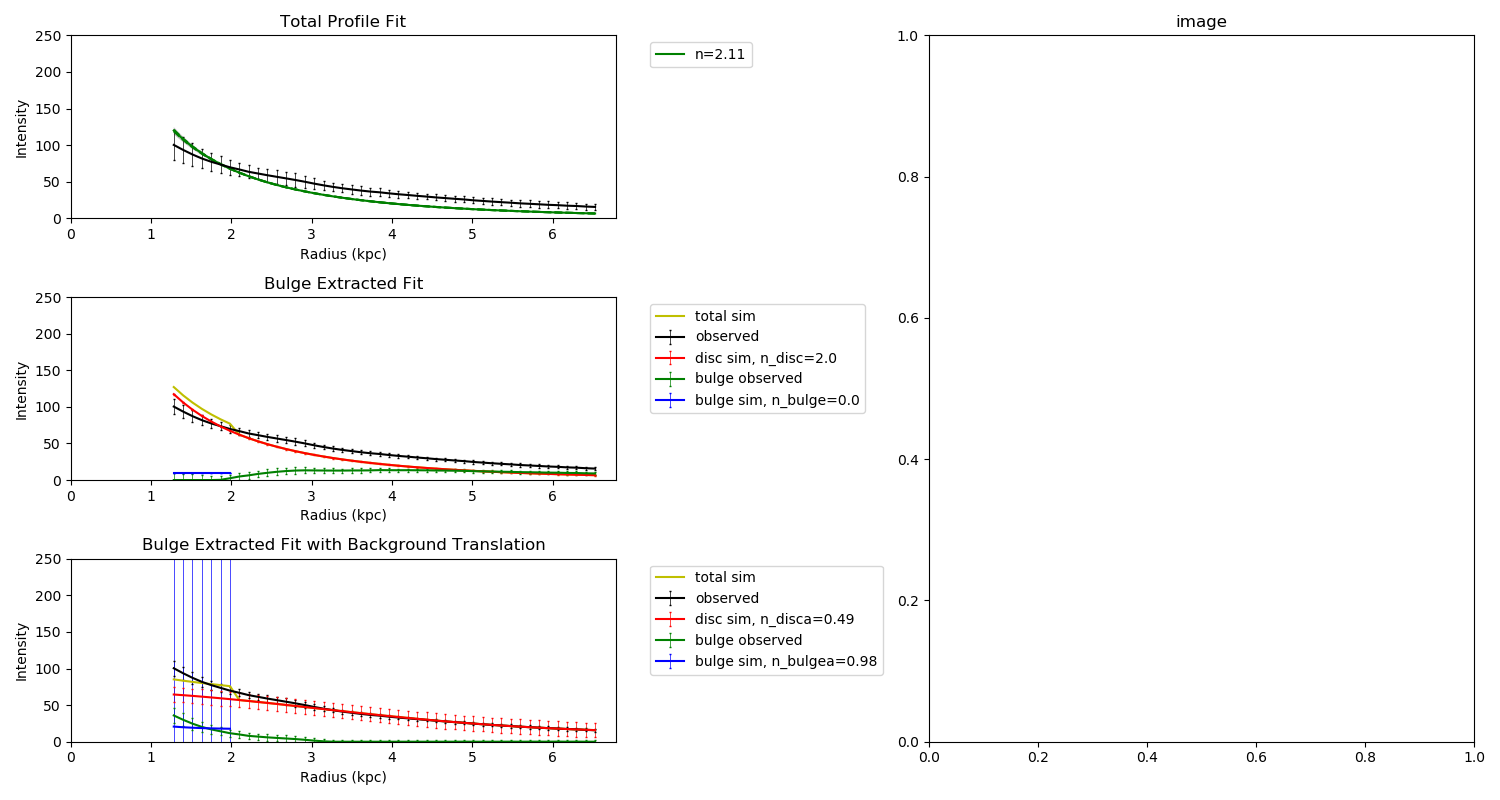 Total Profile Fit
250
200
150
100
50
0
Intensity
0 1 2 3 4 5 6
Radius (kpc)
n=2.11
Bulge Extracted Fit
250
200
150
100
50
0
Intensity
0 1 2 3 4 5 6
Radius (kpc)
total sim
observed
disc sim, n_disc=2.0
bulge observed
bulge sim, n_bulge=0.0
Bulge Extracted Fit with Background Translation
250
200
150
100
50
0
Intensity
0 1 2 3 4 5 6
Radius (kpc)
total sim
observed
disc sim, n_disca=0.49
bulge observed
bulge sim, n_bulgea=0.98
image
1.0
0.8
0.6
0.4
0.2
0.0
0.0 0.2 0.4 0.6 0.8 1.0